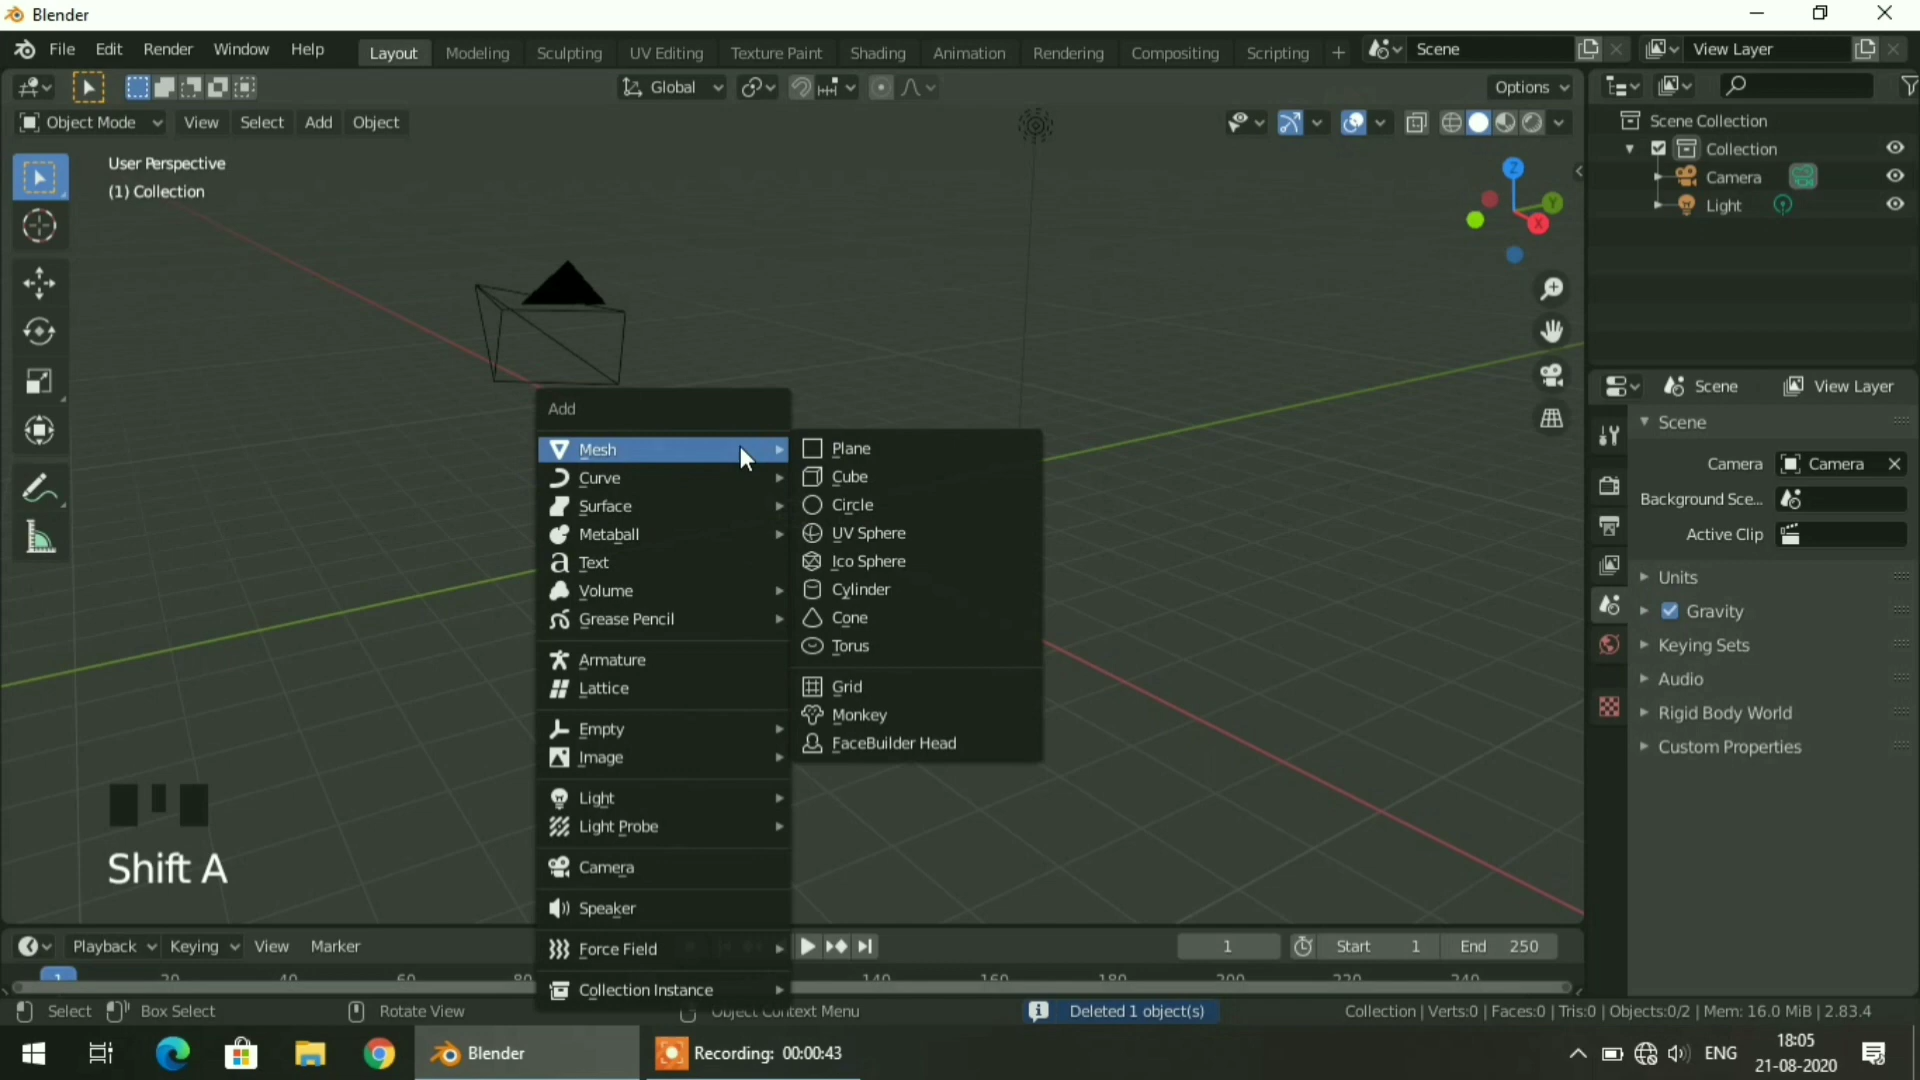 Blender
File Edit Render Window Help Layout Modeling Sculpting UV Editing Texture Paint Shading Animation Rendering Compositing Scripting + Scene View Layer
Global Options
Object Mode View Select Add Object
User Perspective
(1) Collection
Z
Y
X
Scene Collection
Collection
Camera
Light
Add
Mesh
Curve
Surface
Metaball
Text
Volume
Grease Pencil
Armature
Lattice
Empty
Image
Light
Light Probe
Camera
Speaker
Force Field
Collection Instance
Plane
Cube
Circle
UV Sphere
Ico Sphere
Cylinder
Cone
Torus
Grid
Monkey
FaceBuilder Head
Scene View Layer
Scene
Camera Camera
Background Sce...
Active Clip
Units
Gravity
Keying Sets
Audio
Rigid Body World
Custom Properties
Shift A
Playback Keying View Marker 1 Start 1 End 250
1 20 40 60 80 140 160 180 200 220 240
Select Box Select Rotate View Object Context Menu Deleted 1 object(s) Collection | Verts:0 | Faces:0 | Tris:0 | Objects:0/2 | Mem: 16.0 MiB | 2.83.4
Blender Recording: 00:00:43 ENG 18:05
21-08-2020